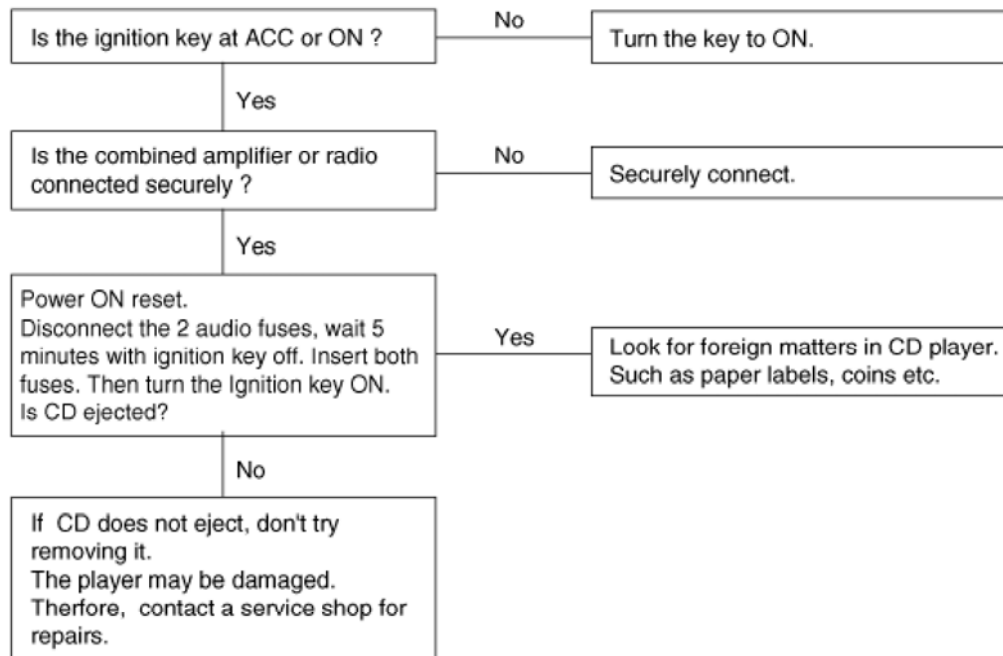 Is the ignition key at ACC or ON ?
No
Turn the key to ON.
Yes
Is the combined amplifier or radio
connected securely ?
No
Securely connect.
Yes
Power ON reset.
Disconnect the 2 audio fuses, wait 5
minutes with ignition key off. Insert both
fuses. Then turn the Ignition key ON.
Is CD ejected?
Yes
Look for foreign matters in CD player.
Such as paper labels, coins etc.
No
If CD does not eject, don't try
removing it.
The player may be damaged.
Therfore, contact a service shop for
repairs.